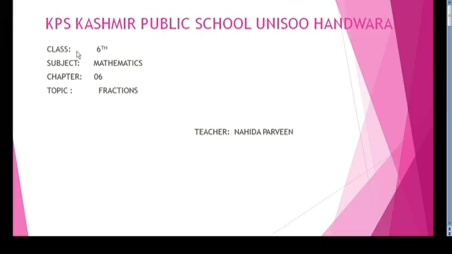 KPS KASHMIR PUBLIC SCHOOL UNISOO HANDWARA
CLASS: 6TH
SUBJECT: MATHEMATICS
CHAPTER: 06
TOPIC : FRACTIONS
TEACHER: NAHIDA PARVEEN